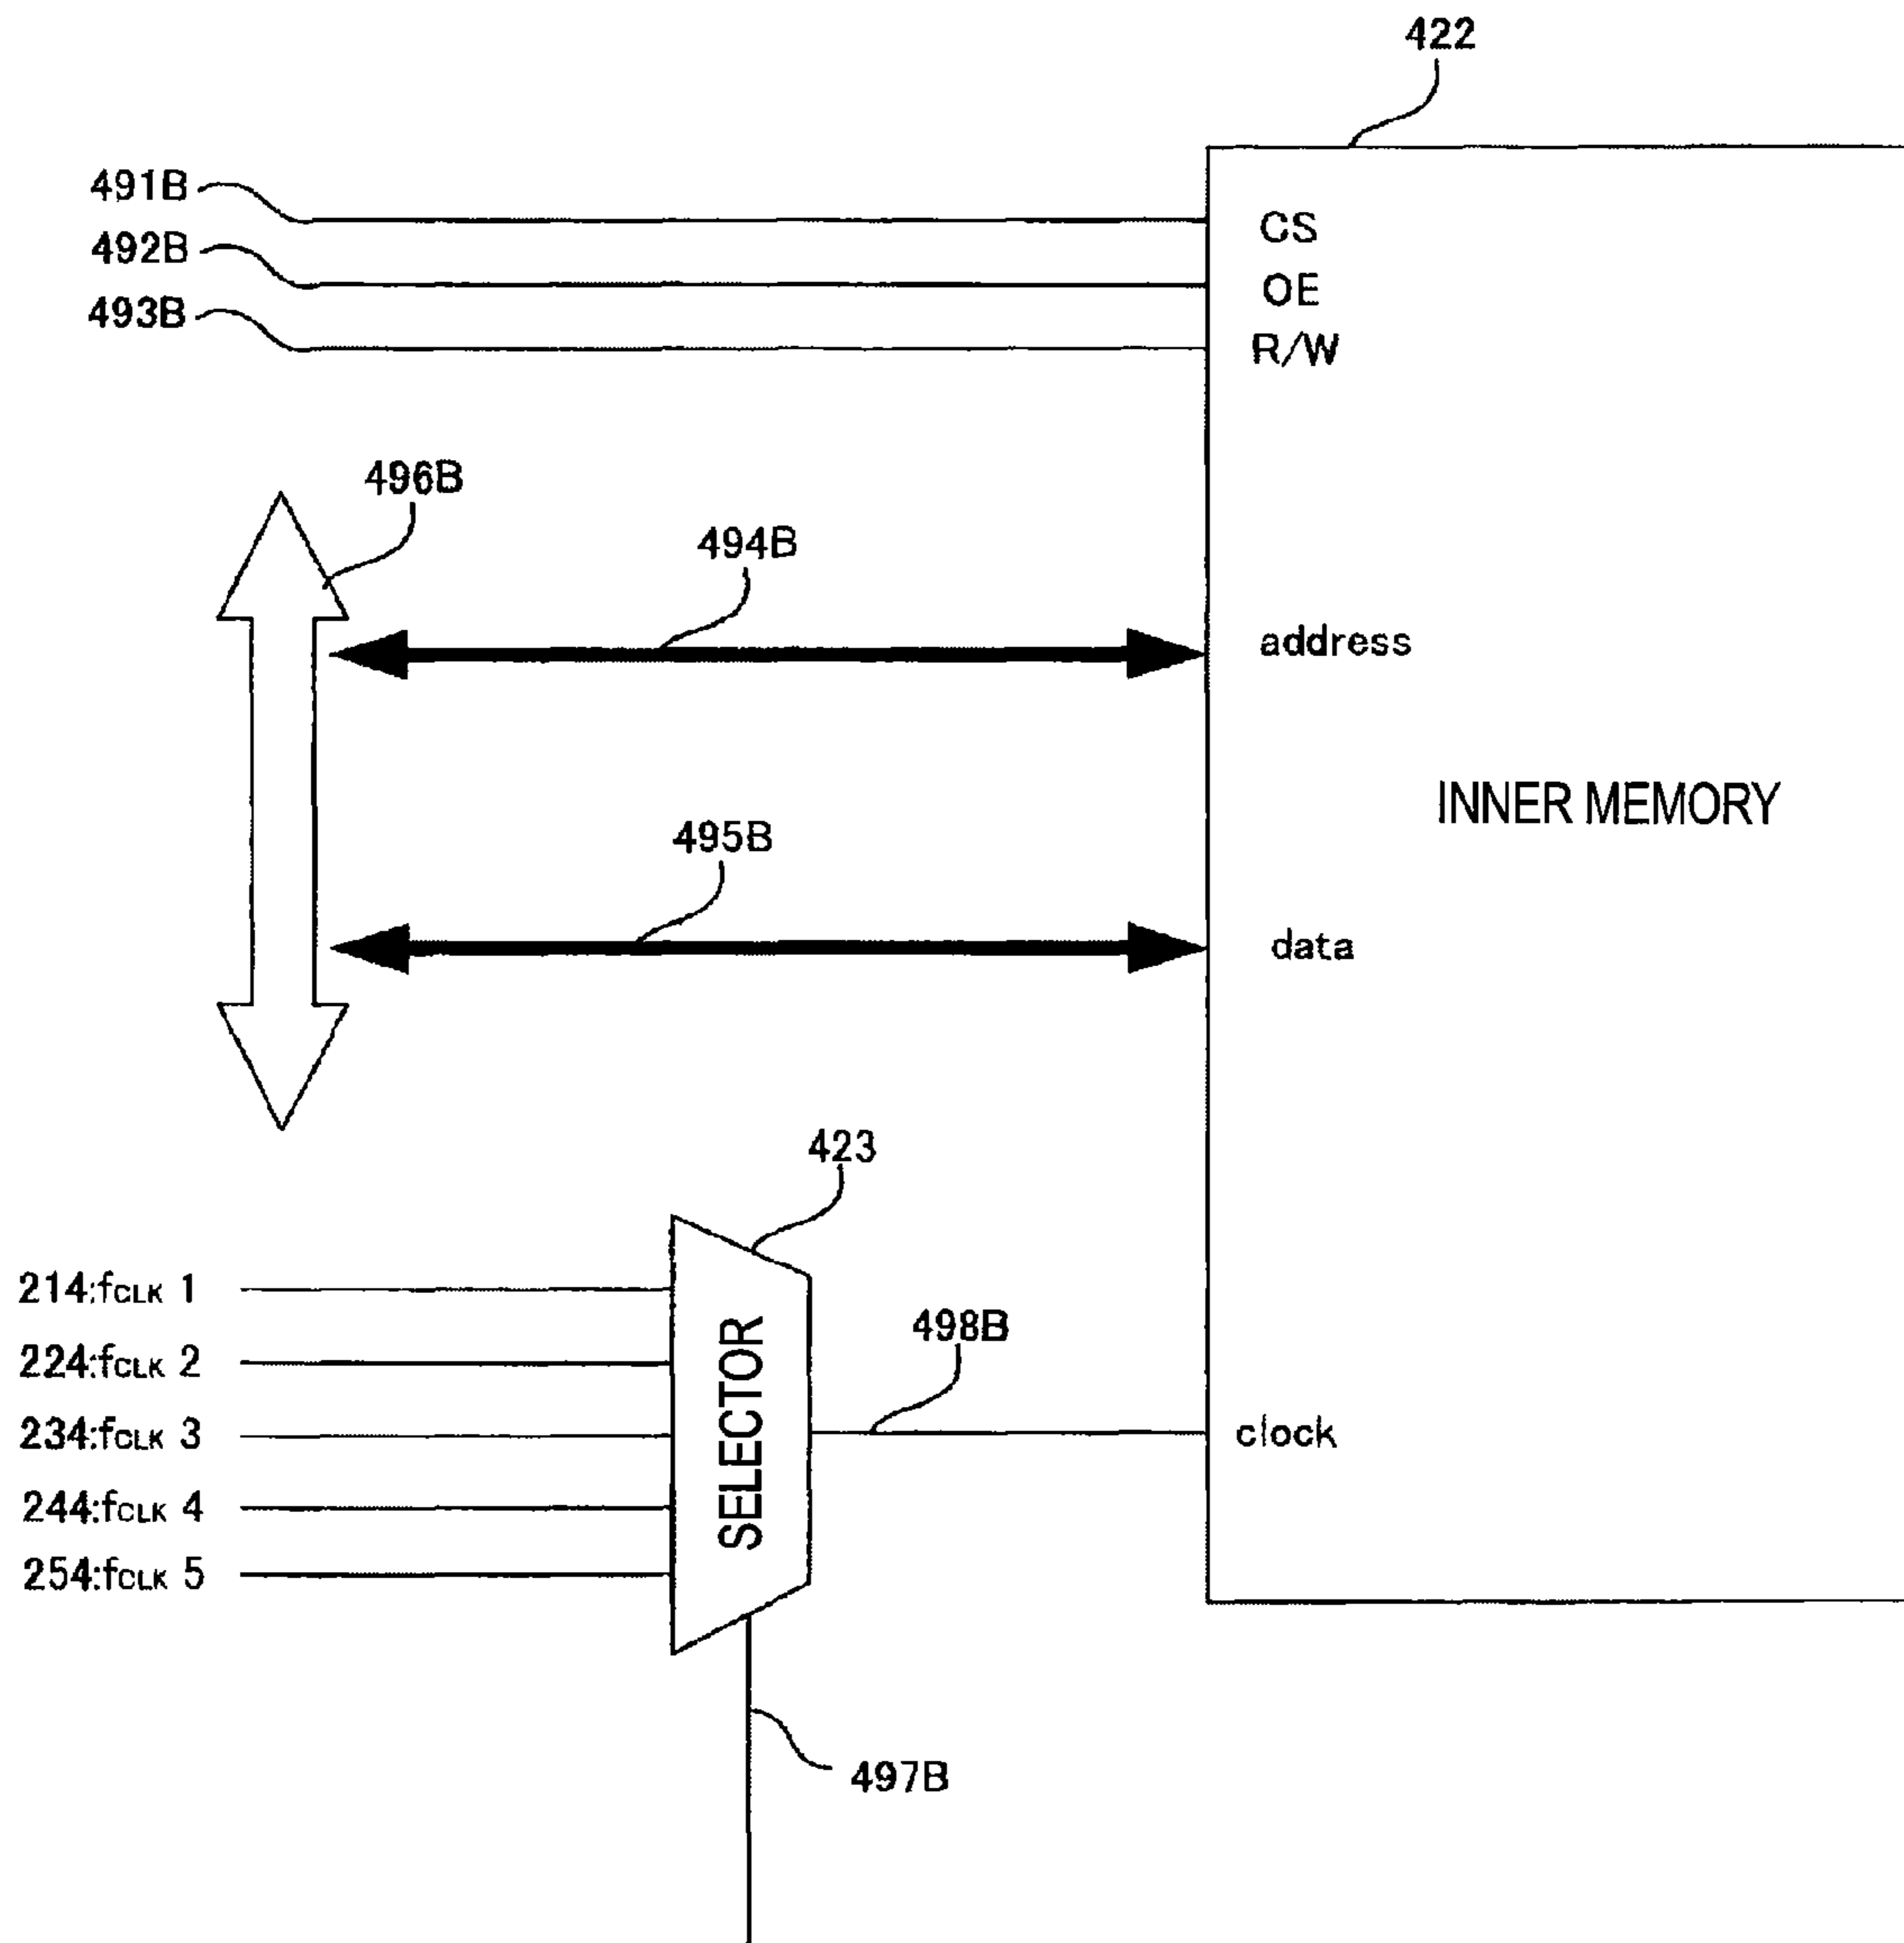 422
491B
CS
492B
OE
493B
R/W
496B
494B
address
INNER MEMORY
495B
data
423
214:fCLK 1
SELECTOR
498B
224:fCLK 2
234:fCLK 3
clock
244:fCLK 4
254:fCLK 5
497B